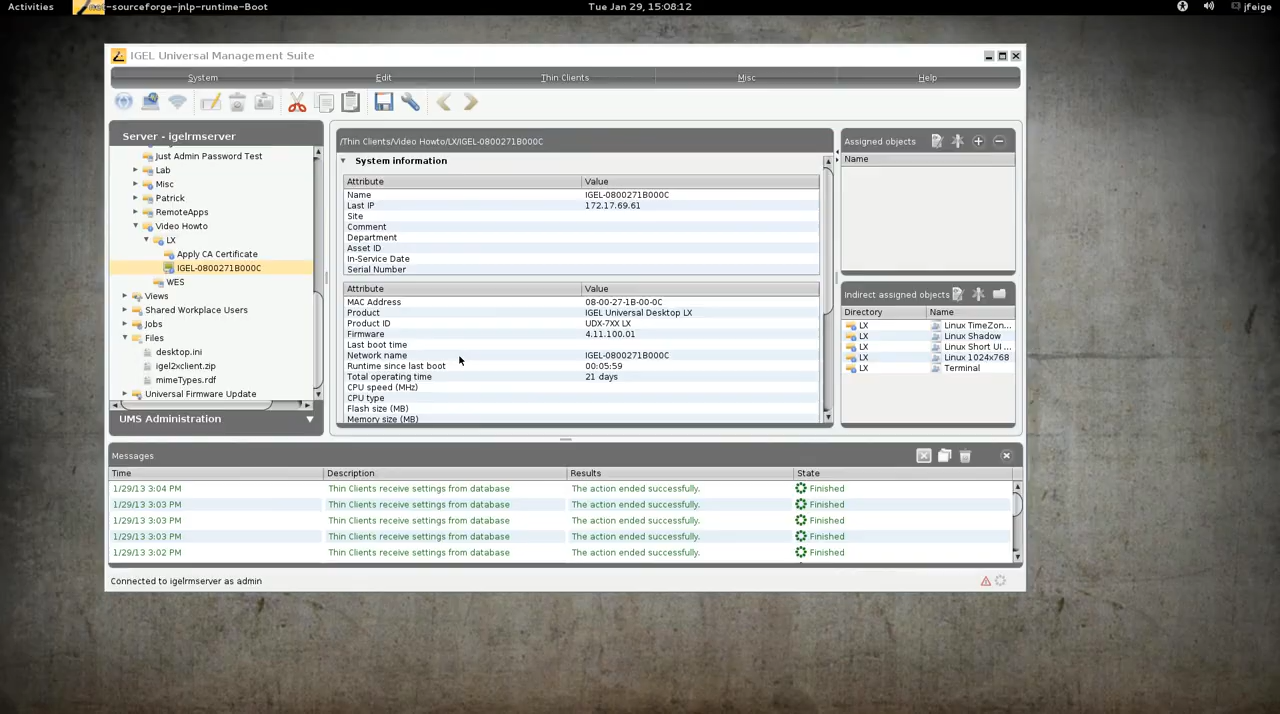 Activities
net-sourceforge-jnlp-runtime-Boot
Tue Jan 29, 15:08:12
jfeige
IGEL Universal Management Suite
System Edit Thin Clients Misc Help
Server - igelrmserver
Just Admin Password Test
Lab
Misc
Patrick
RemoteApps
Video Howto
LX
Apply CA Certificate
IGEL-0800271B000C
WES
Views
Shared Workplace Users
Jobs
Files
desktop.ini
igel2xclient.zip
mimeTypes.rdf
Universal Firmware Update
UMS Administration
/Thin Clients/Video Howto/LX/IGEL-0800271B000C
System information
Attribute Value
Name IGEL-0800271B000C
Last IP 172.17.69.61
Site
Comment
Department
Asset ID
In-Service Date
Serial Number
Attribute Value
MAC Address 08-00-27-1B-00-0C
Product IGEL Universal Desktop LX
Product ID UDX-7XX LX
Firmware 4.11.100.01
Last boot time
Network name IGEL-0800271B000C
Runtime since last boot 00:05:59
Total operating time 21 days
CPU speed (MHz)
CPU type
Flash size (MB)
Memory size (MB)
Assigned objects
Name
Indirect assigned objects
Directory Name
LX Linux TimeZon...
LX Linux Shadow
LX Linux Short UI ...
LX Linux 1024x768
LX Terminal
Messages
Time Description Results State
1/29/13 3:04 PM Thin Clients receive settings from database The action ended successfully. Finished
1/29/13 3:03 PM Thin Clients receive settings from database The action ended successfully. Finished
1/29/13 3:03 PM Thin Clients receive settings from database The action ended successfully. Finished
1/29/13 3:03 PM Thin Clients receive settings from database The action ended successfully. Finished
1/29/13 3:02 PM Thin Clients receive settings from database The action ended successfully. Finished
Connected to igelrmserver as admin